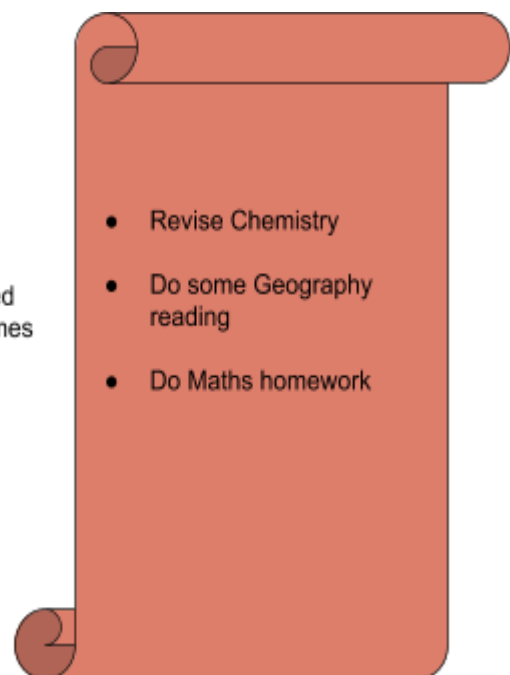 ● Revise Chemistry
● Do some Geography
reading
● Do Maths homework